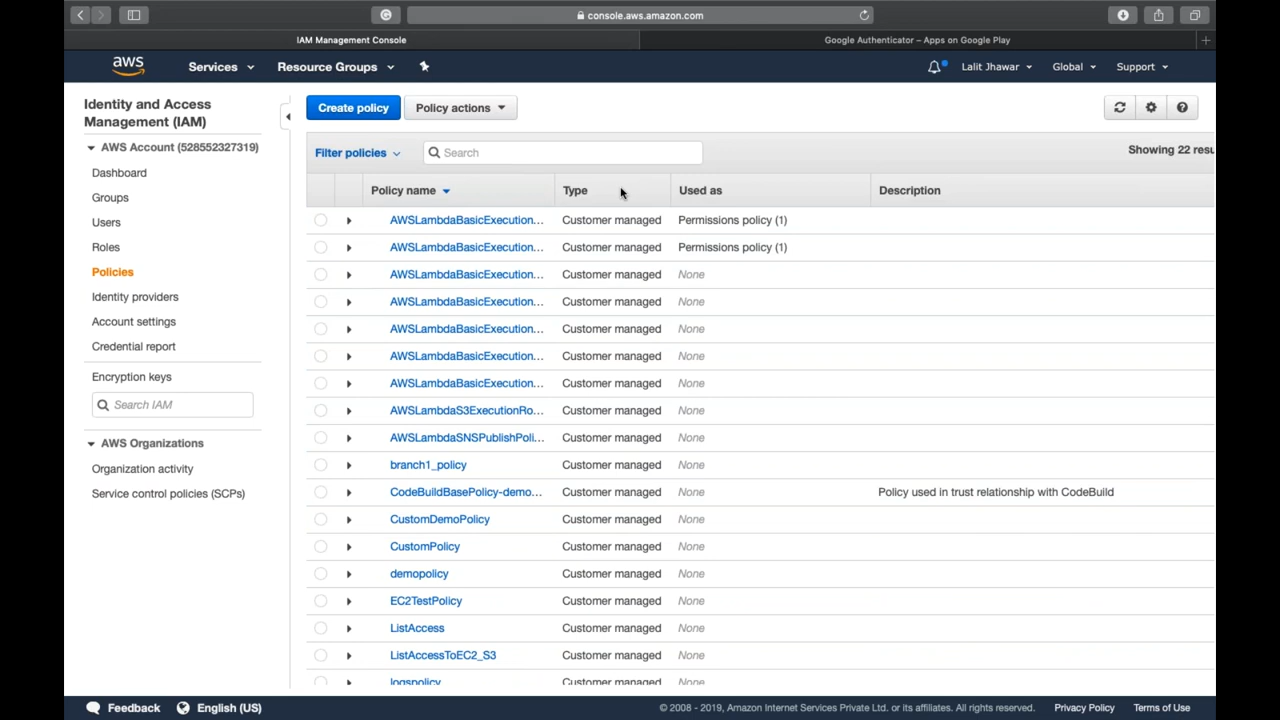 console.aws.amazon.com
IAM Management Console
Google Authenticator – Apps on Google Play
aws
Services
Resource Groups
Lalit Jhawar
Global
Support
Identity and Access
Management (IAM)
AWS Account (528552327319)
Dashboard
Groups
Users
Roles
Policies
Identity providers
Account settings
Credential report
Encryption keys
Search IAM
AWS Organizations
Organization activity
Service control policies (SCPs)
Create policy
Policy actions
Filter policies
Search
Showing 22 resu
Policy name Type Used as Description
AWSLambdaBasicExecution... Customer managed Permissions policy (1)
AWSLambdaBasicExecution... Customer managed Permissions policy (1)
AWSLambdaBasicExecution... Customer managed None
AWSLambdaBasicExecution... Customer managed None
AWSLambdaBasicExecution... Customer managed None
AWSLambdaBasicExecution... Customer managed None
AWSLambdaBasicExecution... Customer managed None
AWSLambdaS3ExecutionRo... Customer managed None
AWSLambdaSNSPublishPoli... Customer managed None
branch1_policy Customer managed None
CodeBuildBasePolicy-demo... Customer managed None Policy used in trust relationship with CodeBuild
CustomDemoPolicy Customer managed None
CustomPolicy Customer managed None
demopolicy Customer managed None
EC2TestPolicy Customer managed None
ListAccess Customer managed None
ListAccessToEC2_S3 Customer managed None
logspolicy Customer managed None
Feedback
English (US)
© 2008 - 2019, Amazon Internet Services Private Ltd. or its affiliates. All rights reserved.
Privacy Policy
Terms of Use